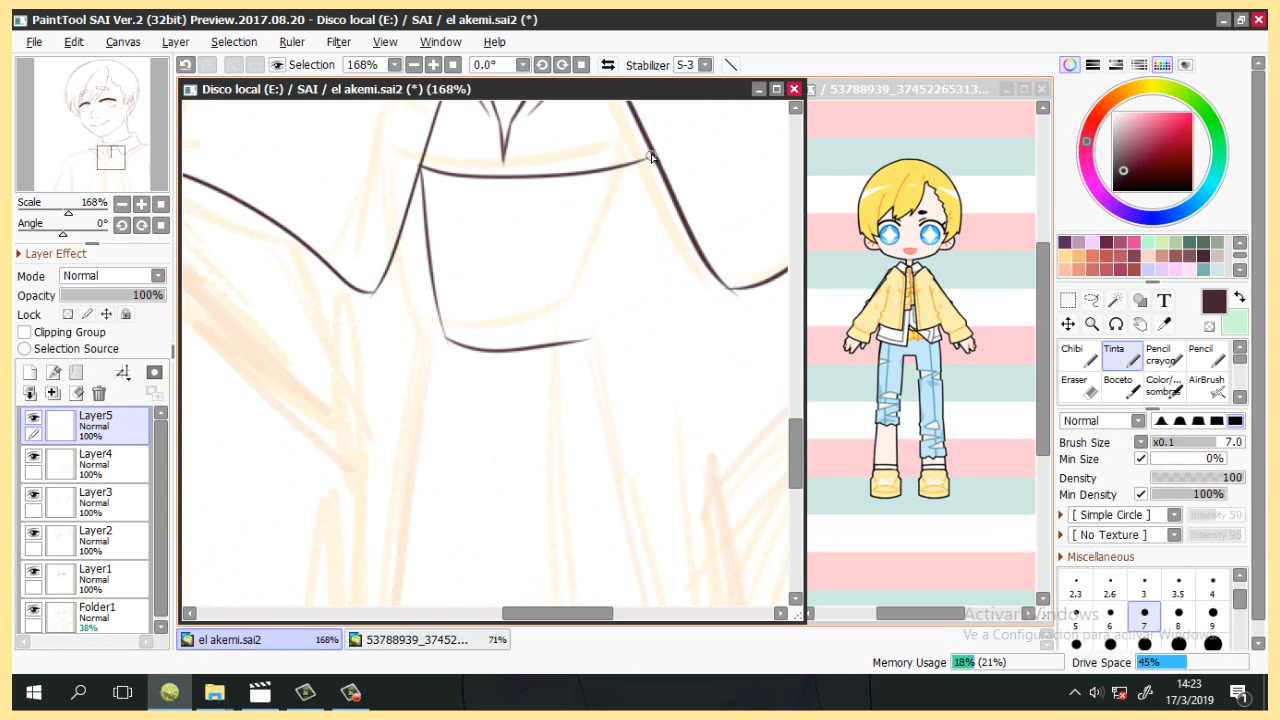 PaintTool SAI Ver.2 (32bit) Preview.2017.08.20 - Disco local (E:) / SAI / el akemi.sai2 (*)
File Edit Canvas Layer Selection Ruler Filter View Window Help
Selection 168% 0.0° Stabilizer S-3
Disco local (E:) / SAI / el akemi.sai2 (*) (168%)
/ 53788939_37452265313...
Scale 168%
Angle 0°
Layer Effect
Mode Normal
Opacity 100%
Lock
Clipping Group
Selection Source
Layer5
Normal
100%
Layer4
Normal
100%
Layer3
Normal
100%
Layer2
Normal
100%
Layer1
Normal
100%
Folder1
Normal
38%
T
Chibi Tinta Pencil crayon Pencil
Eraser Boceto Color/... sombras AirBrush
Normal
Brush Size x0.1 7.0
Min Size 0%
Density 100
Min Density 100%
[ Simple Circle ] Intensity 50
[ No Texture ] Intensity 95
Miscellaneous
2.3 2.6 3 3.5 4
5 6 7 8 9
Activar Windows
Ve a Configuración para activar Windows.
el akemi.sai2 168% 53788939_37452... 71%
Memory Usage 18% (21%) Drive Space 45%
14:23
17/3/2019
1